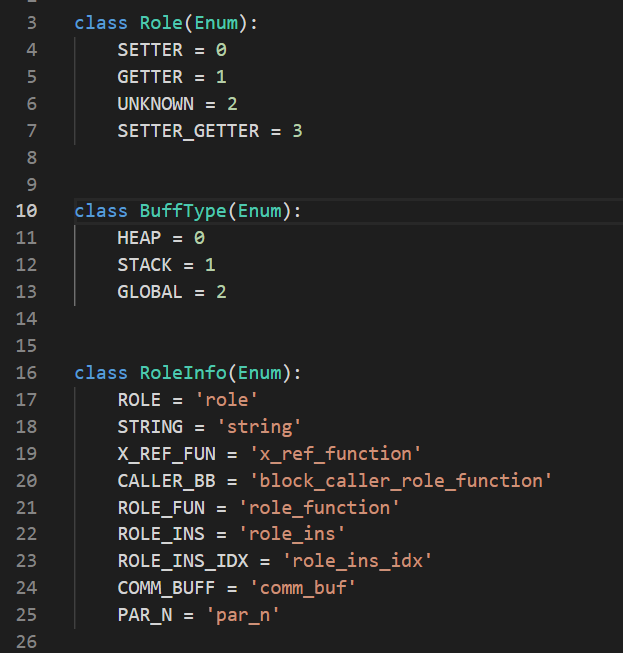 3 class Role(Enum):
4 SETTER = 0
5 GETTER = 1
6 UNKNOWN = 2
7 SETTER_GETTER = 3
8
9
10 class BuffType(Enum):
11 HEAP = 0
12 STACK = 1
13 GLOBAL = 2
14
15
16 class RoleInfo(Enum):
17 ROLE = 'role'
18 STRING = 'string'
19 X_REF_FUN = 'x_ref_function'
20 CALLER_BB = 'block_caller_role_function'
21 ROLE_FUN = 'role_function'
22 ROLE_INS = 'role_ins'
23 ROLE_INS_IDX = 'role_ins_idx'
24 COMM_BUFF = 'comm_buf'
25 PAR_N = 'par_n'
26